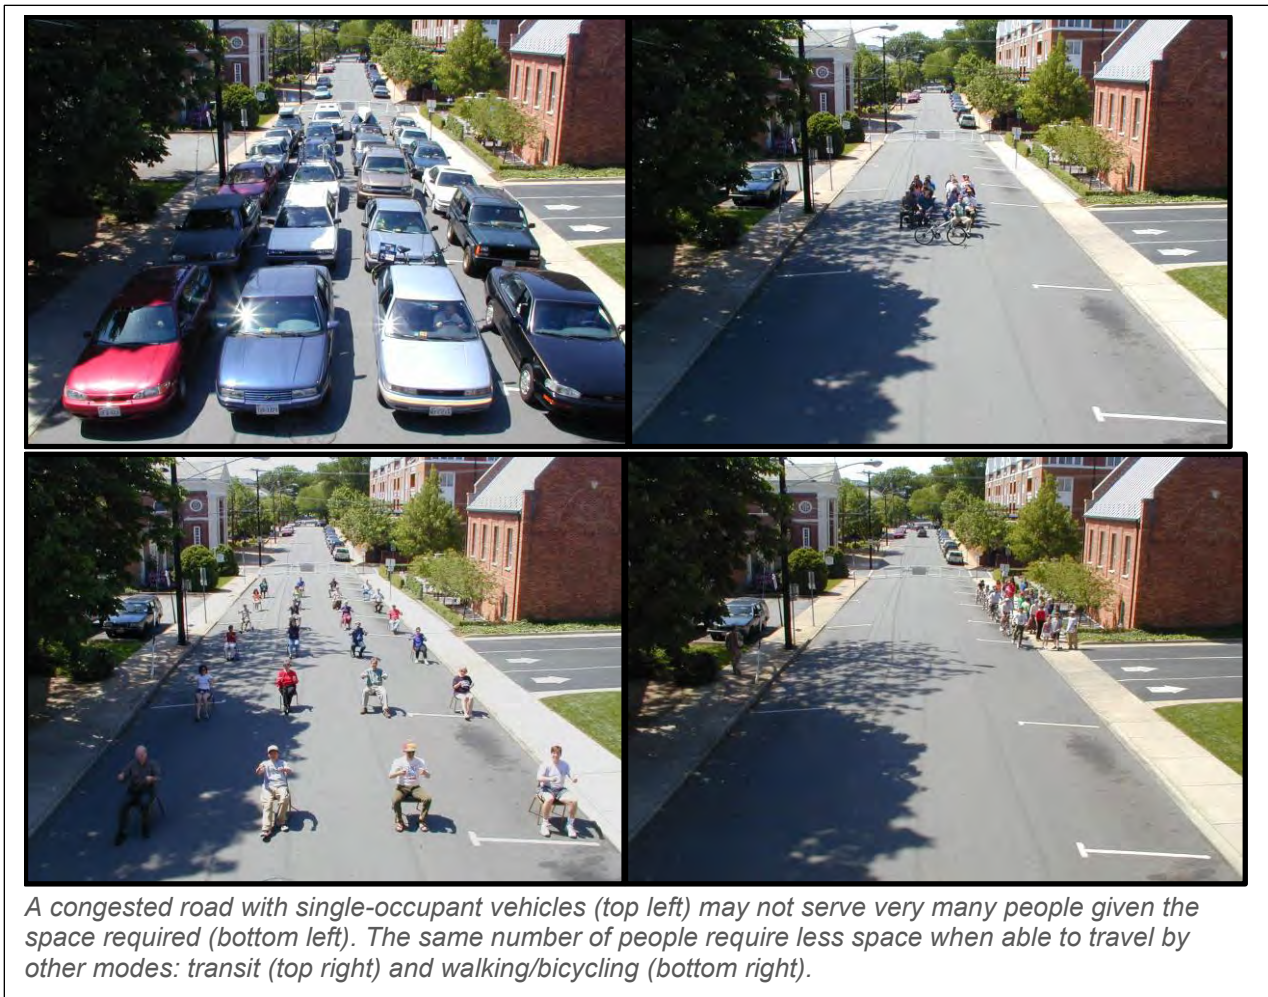 A congested road with single-occupant vehicles (top left) may not serve very many people given the
space required (bottom left). The same number of people require less space when able to travel by
other modes: transit (top right) and walking/bicycling (bottom right).